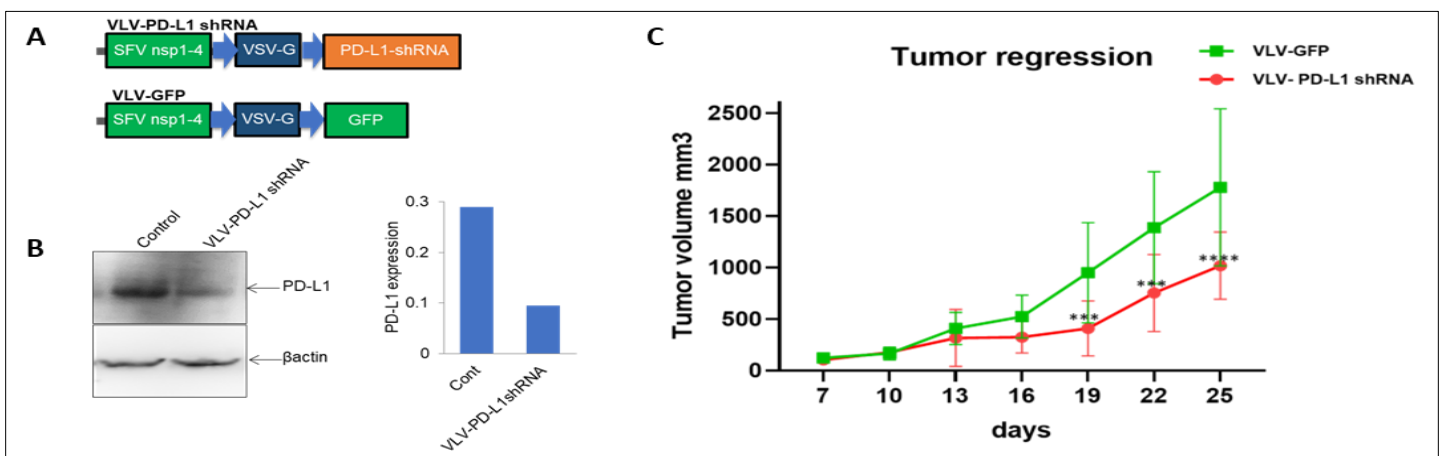 A
VLV-PD-L1 shRNA
SFV nsp1-4 VSV-G PD-L1-shRNA
VLV-GFP
SFV nsp1-4 VSV-G GFP
B
Control VLV-PD-L1 shRNA
PD-L1
βactin
PD-L1 expression
0.3
0.2
0.1
0
Cont VLV-PD-L1shRNA
C
Tumor regression
VLV-GFP
VLV- PD-L1 shRNA
Tumor volume mm3
2500
2000
1500
1000
500
0
*** *** ****
7 10 13 16 19 22 25
days